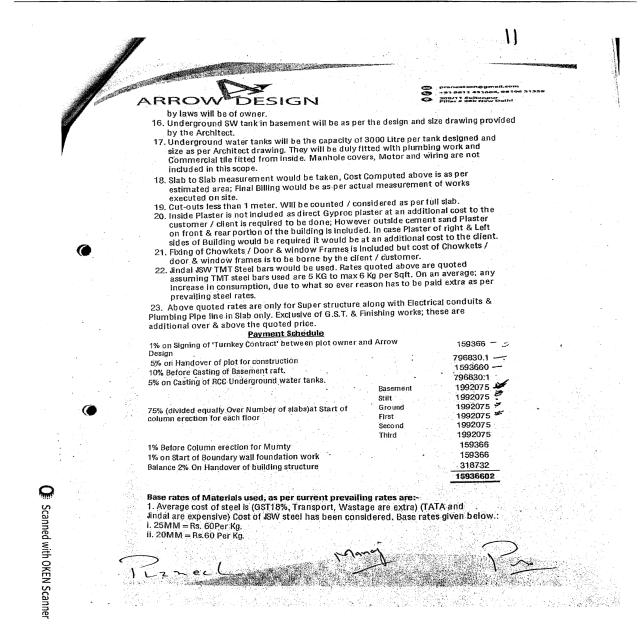 11
ARROW DESIGN
by laws will be of owner.
16. Underground SW tank in basement will be as per the design and size drawing provided
by the Architect.
17. Underground water tanks will be the capacity of 3000 Litre per tank designed and
size as per Architect drawing. They will be duly fitted with plumbing work and
Commercial tile fitted from inside. Manhole covers, Motor and wiring are not
included in this scope.
18. Slab to Slab measurement would be taken, Cost Computed above is as per
estimated area; Final Billing would be as per actual measurement of works
executed on site.
19. Cut-outs less than 1 meter. Will be counted / considered as per full slab.
20. Inside Plaster is not included as direct Gyproc plaster at an additional cost to the
customer / client is required to be done; However outside cement sand Plaster
on front & rear portion of the building is included. In case Plaster of right & Left
sides of Building would be required it would be at an additional cost to the client.
21. Fixing of Chowkets / Door & window Frames is included but cost of Chowkets /
door & window frames is to be borne by the client / customer.
22. Jindal JSW TMT Steel bars would be used. Rates quoted above are quoted
assuming TMT steel bars used are 5 KG to max 6 Kg per Sqft. On an average; any
increase in consumption, due to what so ever reason has to be paid extra as per
prevailing steel rates.
23. Above quoted rates are only for Super structure along with Electrical conduits &
Plumbing Pipe line in Slab only. Exclusive of G.S.T. & Finishing works; these are
additional over & above the quoted price.
Payment Schedule
1% on Signing of 'Turnkey Contract' between plot owner and Arrow 159366
Design
5% on Handover of plot for construction 796830.1
10% Before Casting of Basement raft. 1593660
5% on Casting of RCC Underground water tanks. 796830.1
Basement 1992075
Stilt 1992075
75% (divided equally Over Number of slabs)at Start of Ground 1992075
column erection for each floor First 1992075
Second 1992075
Third 1992075
1% Before Column erection for Mumty 159366
1% on Start of Boundary wall foundation work 159366
Balance 2% On Handover of building structure 318732
15936602
Base rates of Materials used, as per current prevailing rates are:-
1. Average cost of steel is (GST18%, Transport, Wastage are extra) (TATA and
Jindal are expensive) Cost of JSW steel has been considered. Base rates given below.:
i. 25MM = Rs. 60Per Kg.
ii. 20MM = Rs.60 Per Kg.
Manoj
Scanned with OKEN Scanner